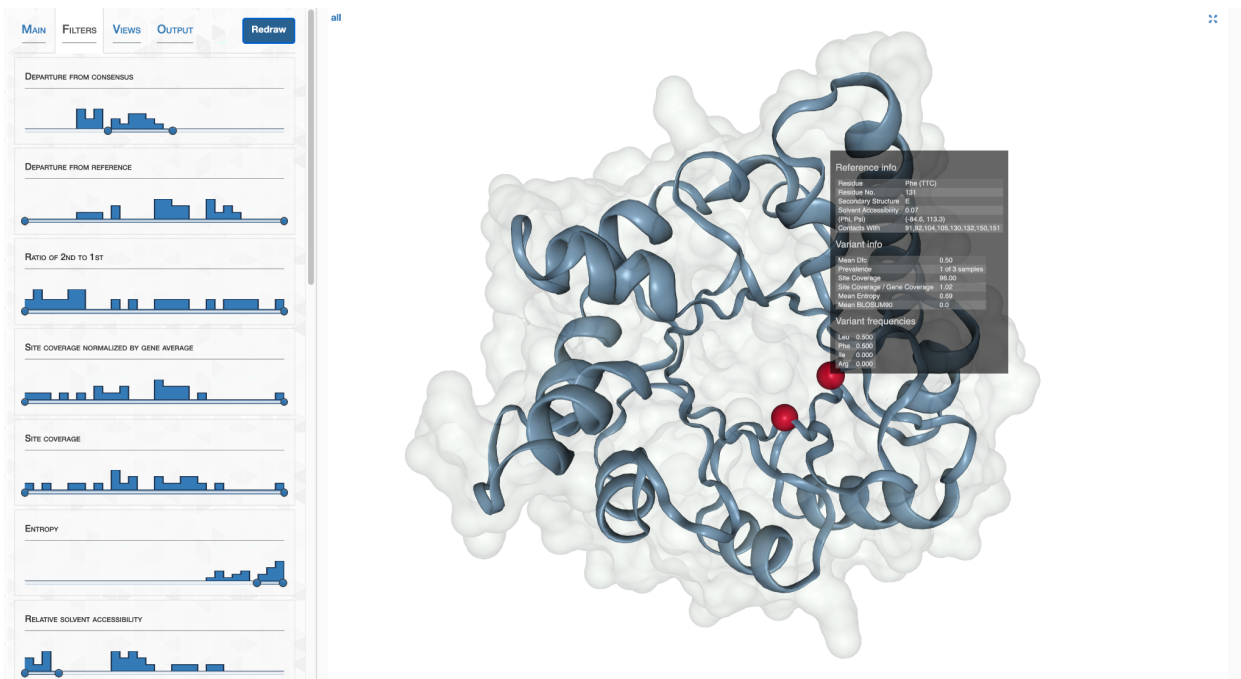 MAIN FILTERS VIEWS OUTPUT Redraw
DEPARTURE FROM CONSENSUS
DEPARTURE FROM REFERENCE
RATIO OF 2ND TO 1ST
SITE COVERAGE NORMALIZED BY GENE AVERAGE
SITE COVERAGE
ENTROPY
RELATIVE SOLVENT ACCESSIBILITY
all
Reference info
Residue Phe (TTC)
Residue No. 131
Secondary Structure E
Solvent Accessibility 0.07
(Phi, Psi) (-84.6, 113.3)
Contacts With 91,92,104,105,130,132,150,151
Variant info
Mean Dfc 0.50
Prevalence 1 of 3 samples
Site Coverage 96.00
Site Coverage / Gene Coverage 1.02
Mean Entropy 0.69
Mean BLOSUM90 0.0
Variant frequencies
Leu 0.500
Phe 0.500
Ile 0.000
Arg 0.000